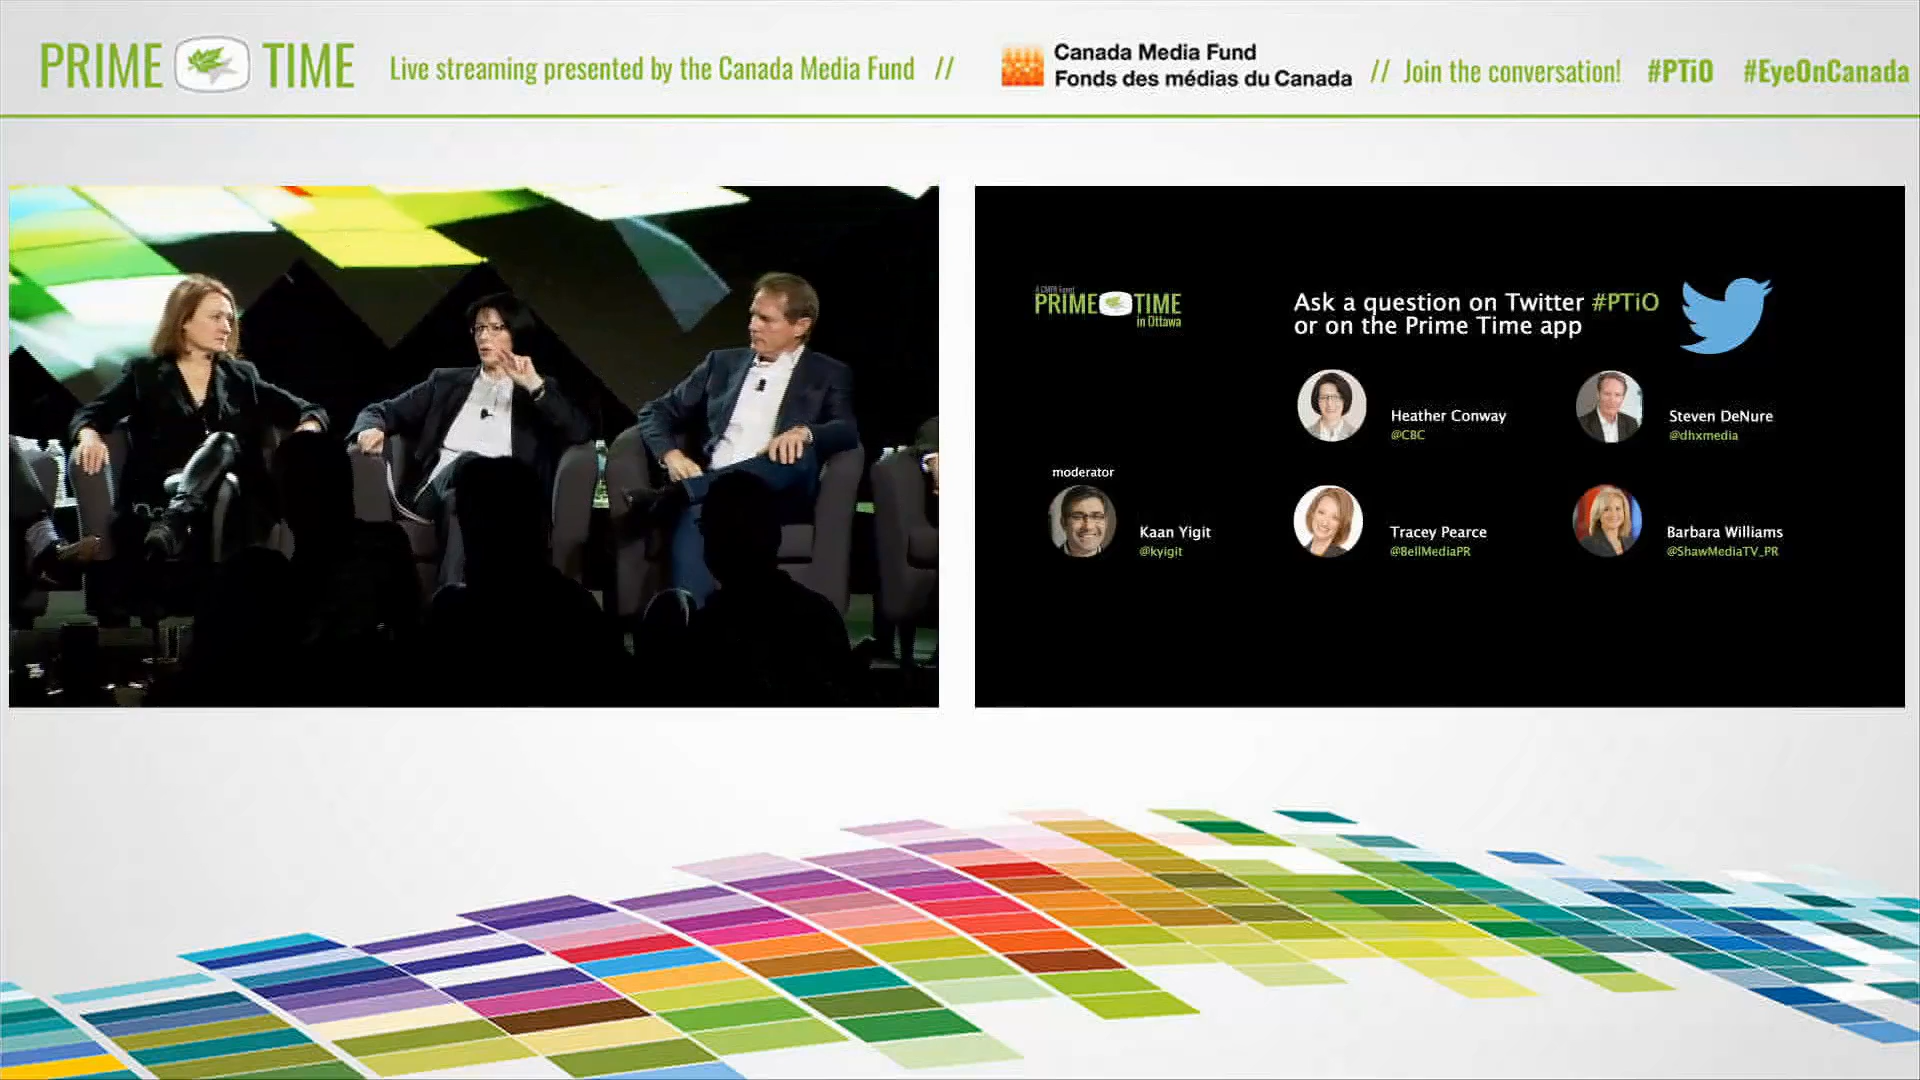 PRIME TIME
Live streaming presented by the Canada Media Fund //
Canada Media Fund
Fonds des médias du Canada
// Join the conversation! #PTiO #EyeOnCanada
A CMPA Event
PRIME TIME
in Ottawa
Ask a question on Twitter #PTiO
or on the Prime Time app
Heather Conway
@CBC
Steven DeNure
@dhxmedia
moderator
Kaan Yigit
@kyigit
Tracey Pearce
@BellMediaPR
Barbara Williams
@ShawMediaTV_PR